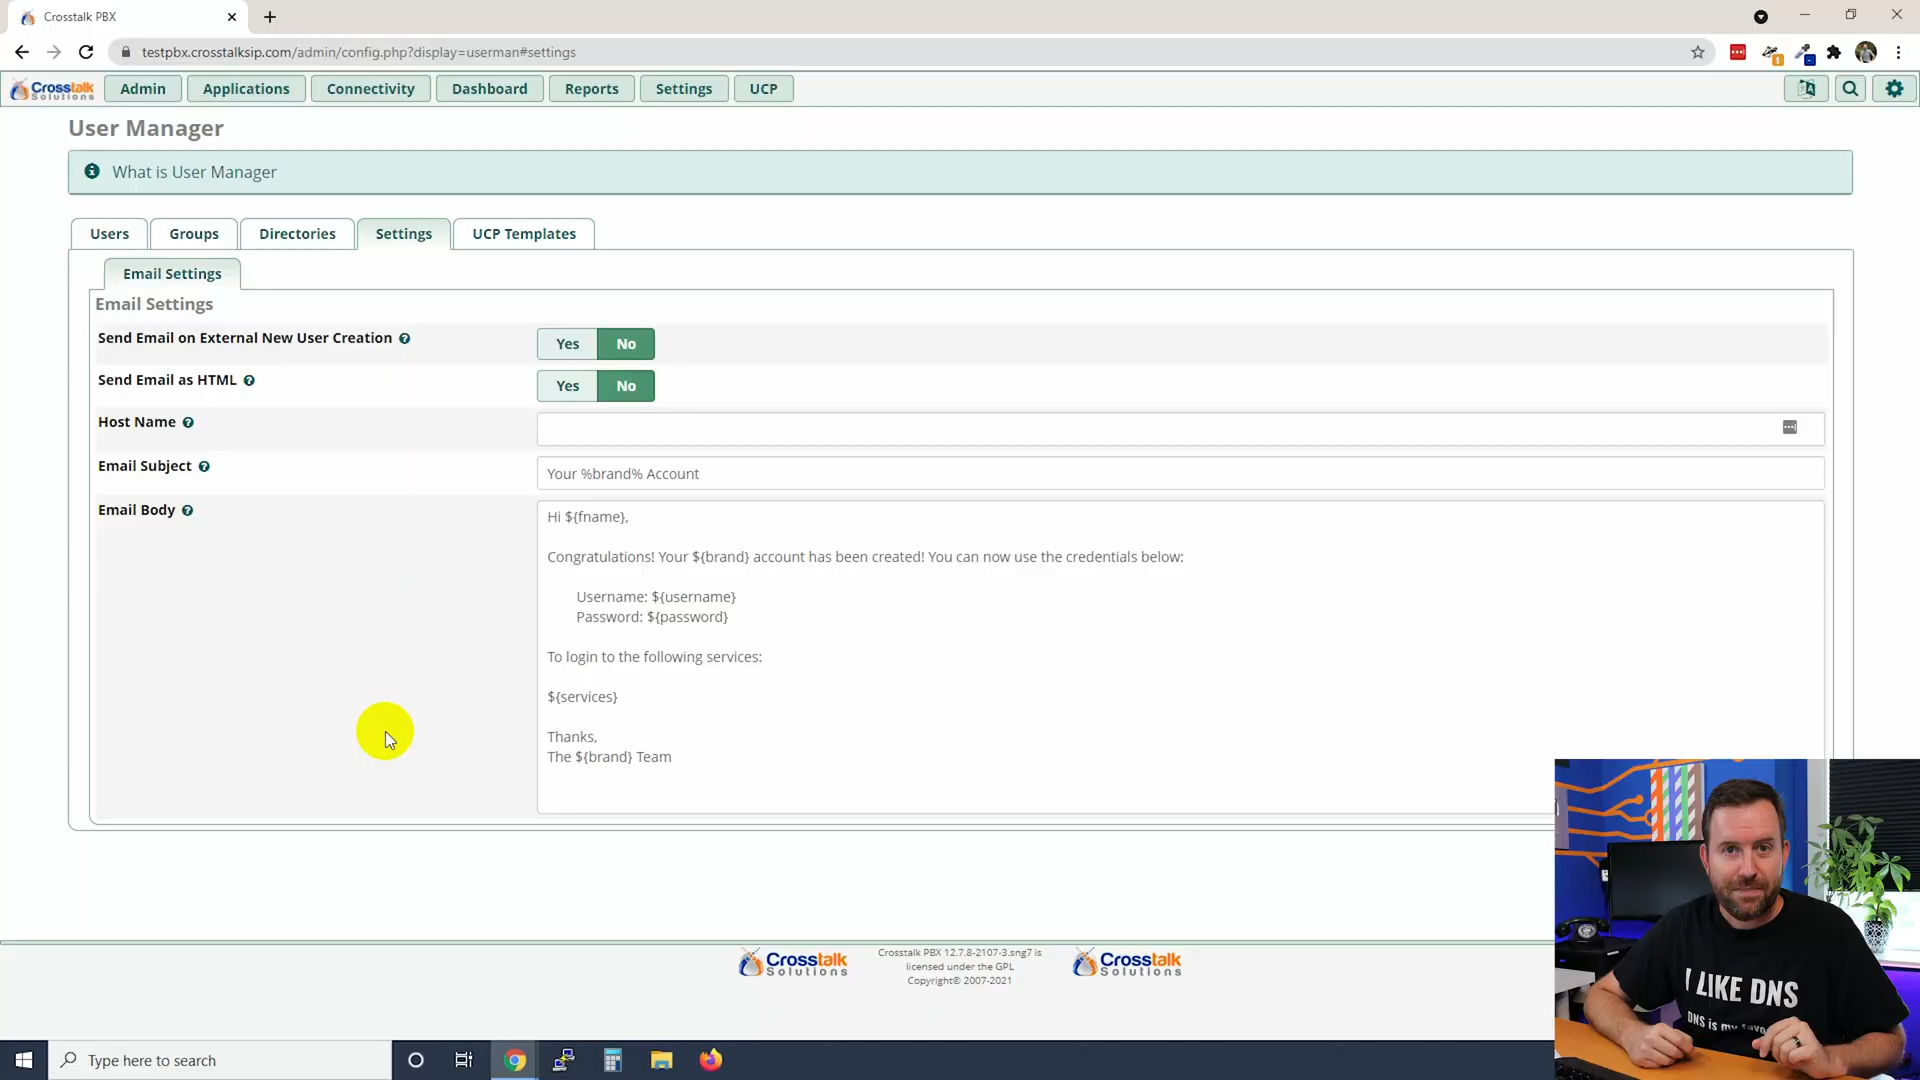 Crosstalk PBX
testpbx.crosstalksip.com/admin/config.php?display=userman#settings
Crosstalk Solutions
Admin
Applications
Connectivity
Dashboard
Reports
Settings
UCP
User Manager
What is User Manager
Users
Groups
Directories
Settings
UCP Templates
Email Settings
Email Settings
Send Email on External New User Creation
Yes
No
Send Email as HTML
Yes
No
Host Name
Email Subject
Your %brand% Account
Email Body
Hi ${fname},
Congratulations! Your ${brand} account has been created! You can now use the credentials below:
Username: ${username}
Password: ${password}
To login to the following services:
${services}
Thanks,
The ${brand} Team
Crosstalk
Solutions
Crosstalk PBX 12.7.8-2107-3.sng7 is
licensed under the GPL
Copyright© 2007-2021
Crosstalk
Solutions
I LIKE DNS
DNS is my
Type here to search